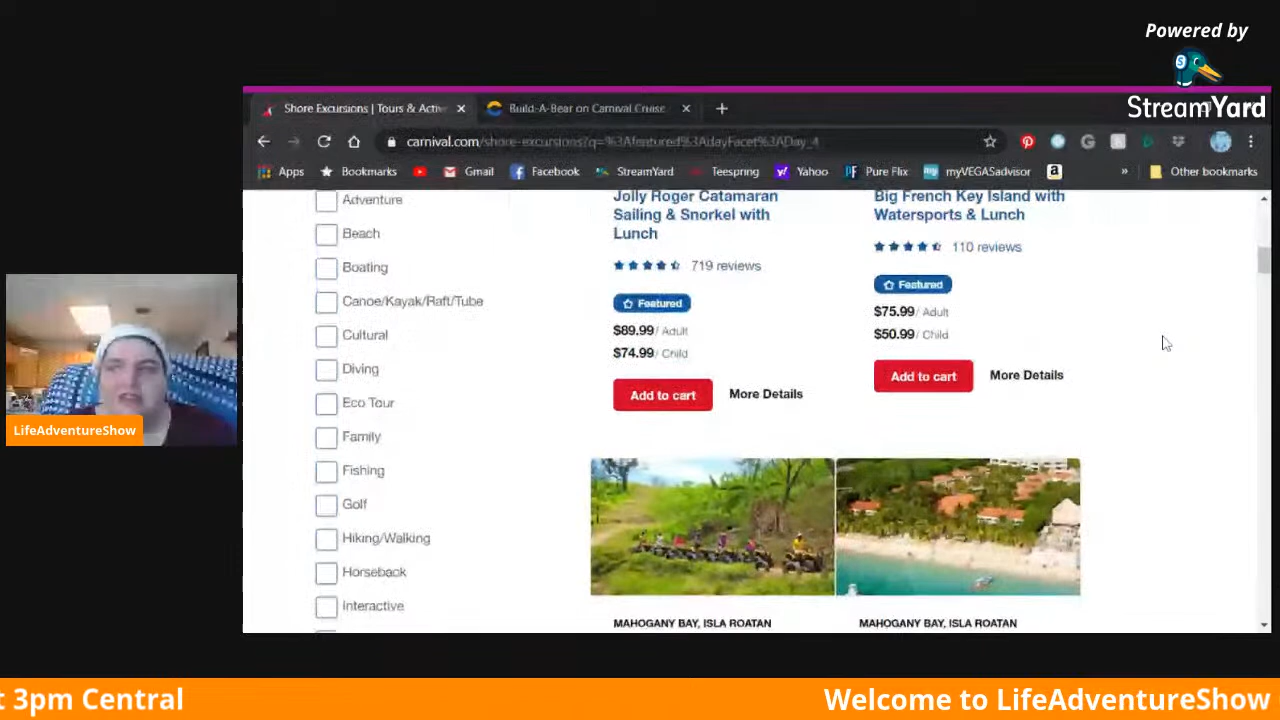 Powered by
StreamYard
Shore Excursions | Tours & Activ
Build-A-Bear on Carnival Cruise
carnival.com/shore-excursions?q=%3Afeatured%3AdayFacet%3ADay_4
Apps
Bookmarks
Gmail
Facebook
StreamYard
Teespring
Yahoo
Pure Flix
myVEGASadvisor
Other bookmarks
Adventure
Beach
Boating
Canoe/Kayak/Raft/Tube
Cultural
Diving
Eco Tour
Family
Fishing
Golf
Hiking/Walking
Horseback
Interactive
Jolly Roger Catamaran
Sailing & Snorkel with
Lunch
719 reviews
Featured
$89.99/ Adult
$74.99/ Child
Add to cart
More Details
Big French Key Island with
Watersports & Lunch
110 reviews
Featured
$75.99/ Adult
$50.99/ Child
Add to cart
More Details
MAHOGANY BAY, ISLA ROATAN
MAHOGANY BAY, ISLA ROATAN
LifeAdventureShow
t 3pm Central
Welcome to LifeAdventureShow